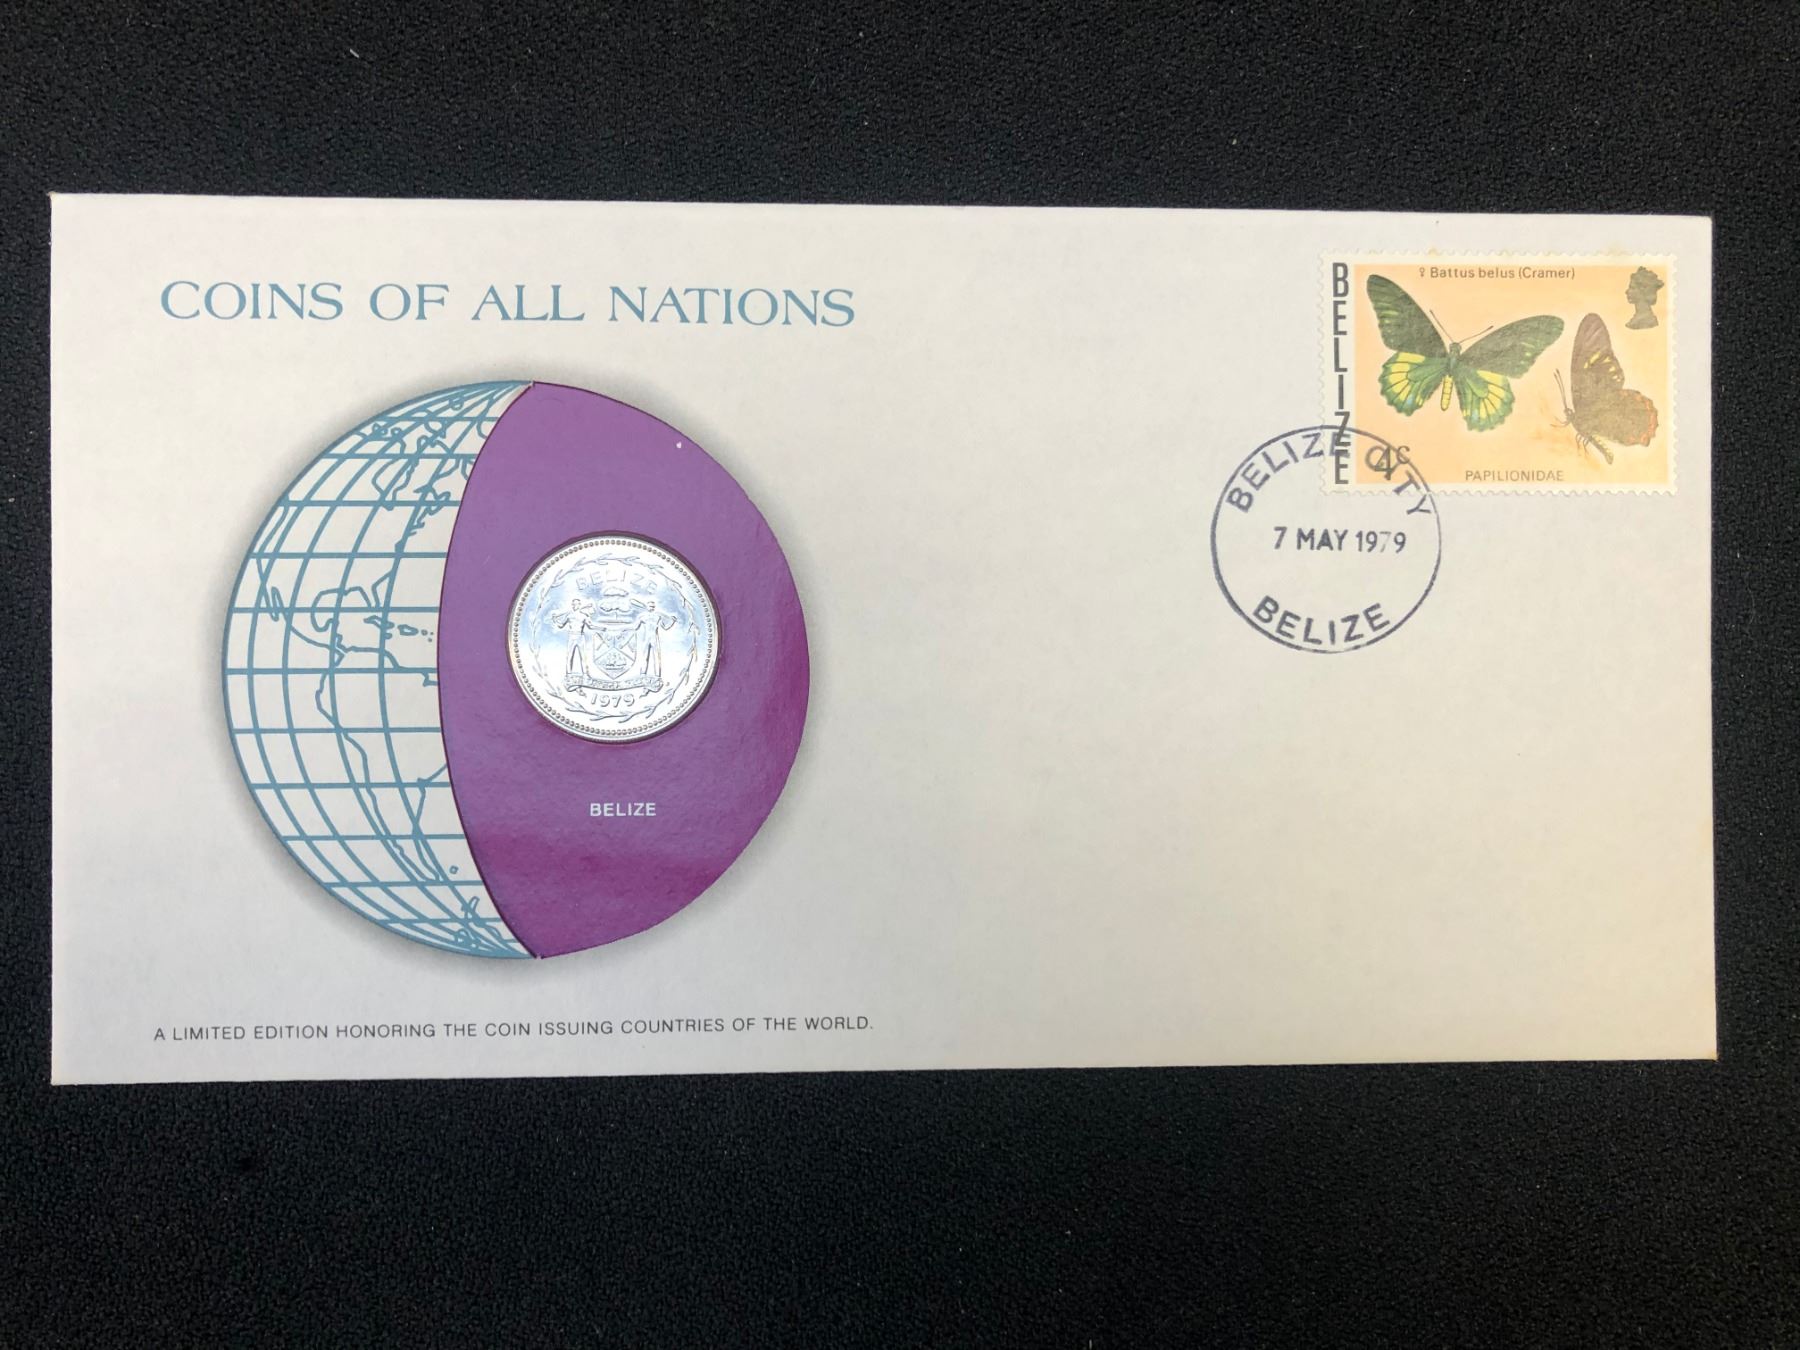 COINS OF ALL NATIONS
BELIZE
1979
BELIZE
A LIMITED EDITION HONORING THE COIN ISSUING COUNTRIES OF THE WORLD.
BELIZE
♀ Battus belus (Cramer)
4c
PAPILIONIDAE
BELIZE CITY
7 MAY 1979
BELIZE